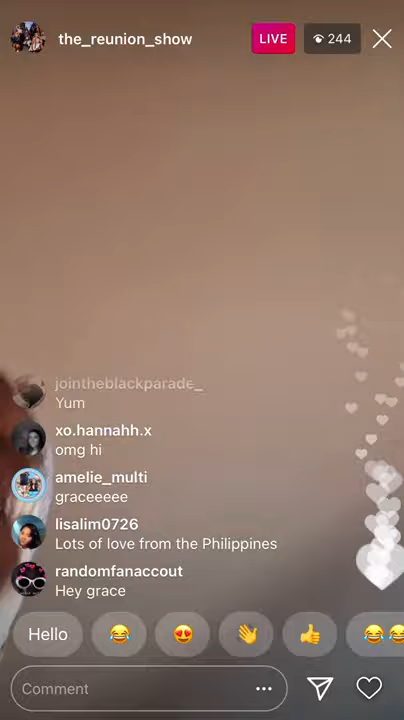 the_reunion_show
LIVE
244
jointheblackparade_
Yum
xo.hannahh.x
omg hi
amelie_multi
graceeeeee
lisalim0726
Lots of love from the Philippines
randomfanaccout
Hey grace
Hello
Comment